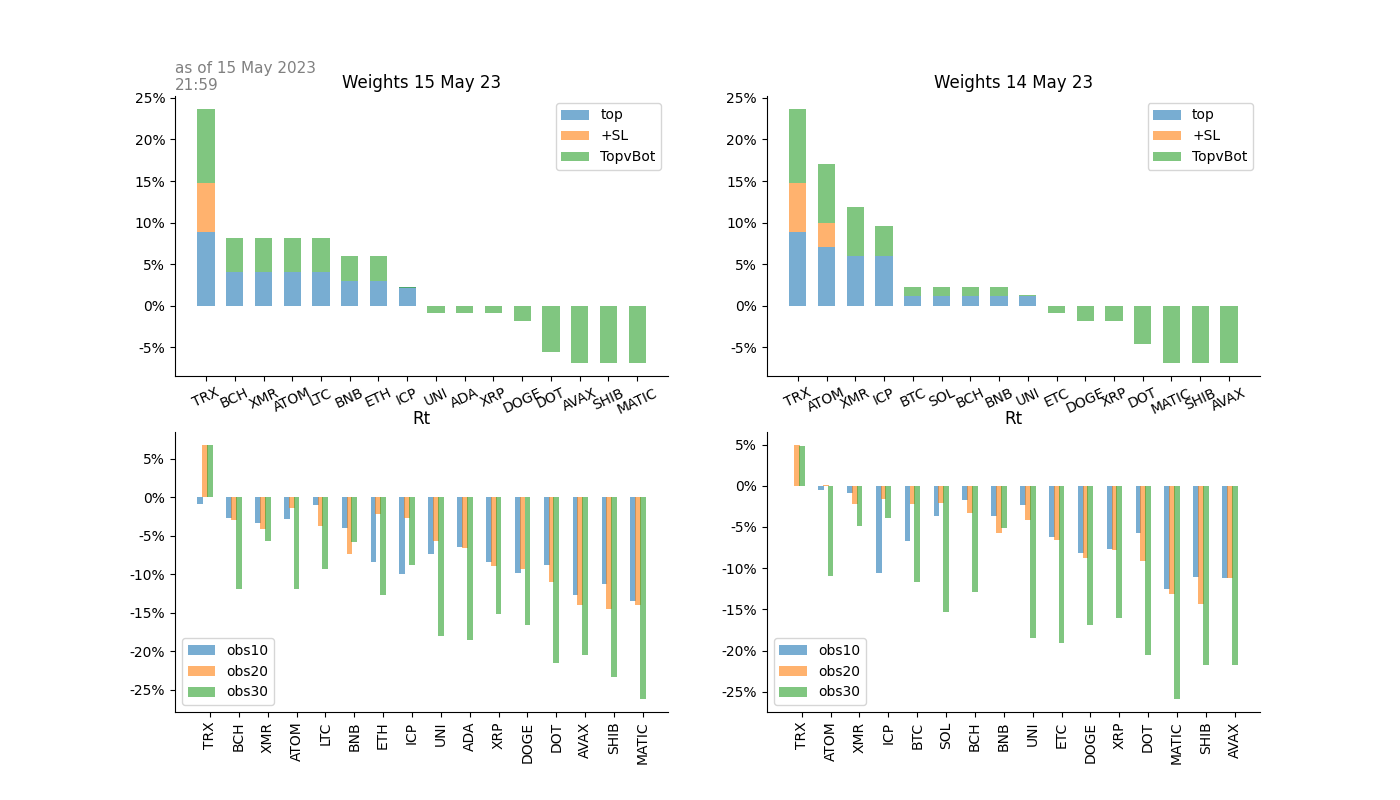 as of 15 May 2023
21:59
Weights 15 May 23
25%
20%
15%
10%
5%
0%
-5%
top
+SL
TopvBot
TRX BCH XMR ATOM LTC BNB ETH ICP UNI ADA XRP DOGE DOT AVAX SHIB MATIC
Weights 14 May 23
25%
20%
15%
10%
5%
0%
-5%
top
+SL
TopvBot
TRX ATOM XMR ICP BTC SOL BCH BNB UNI ETC DOGE XRP DOT MATIC SHIB AVAX
Rt
5%
0%
-5%
-10%
-15%
-20%
-25%
obs10
obs20
obs30
TRX BCH XMR ATOM LTC BNB ETH ICP UNI ADA XRP DOGE DOT AVAX SHIB MATIC
Rt
5%
0%
-5%
-10%
-15%
-20%
-25%
obs10
obs20
obs30
TRX ATOM XMR ICP BTC SOL BCH BNB UNI ETC DOGE XRP DOT MATIC SHIB AVAX